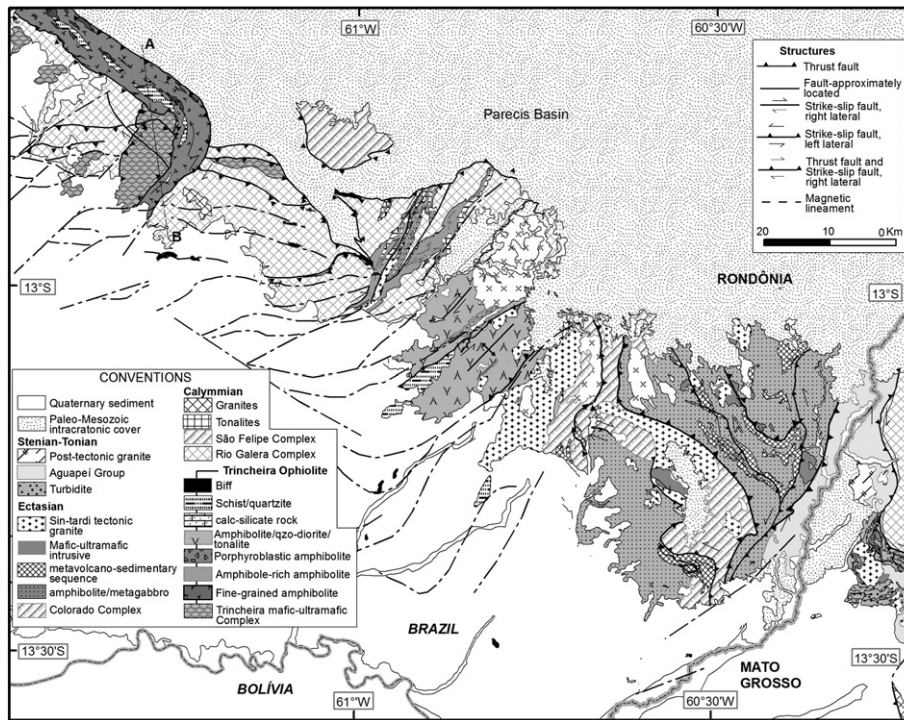 61°W
60°30'W
A
Structures
Thrust fault
Fault-approximately
located
Strike-slip fault,
right lateral
Strike-slip fault,
left lateral
Thrust fault and
Strike-slip fault,
right lateral
Magnetic
lineament
20 10 0 Km
Parecis Basin
B
13°S
RONDÔNIA
13°S
CONVENTIONS
Quaternary sediment
Paleo-Mesozoic
intracratonic cover
Stenian-Tonian
Post-tectonic granite
Aguapeí Group
Turbidite
Ectasian
Sin-tardi tectonic
granite
Mafic-ultramafic
intrusive
metavolcano-sedimentary
sequence
amphibolite/metagabbro
Colorado Complex
Calymmian
Granites
Tonalites
São Felipe Complex
Rio Galera Complex
Trincheira Ophiolite
Biff
Schist/quartzite
calc-silicate rock
Amphibolite/qzo-diorite/
tonalite
Porphyroblastic amphibolite
Amphibole-rich amphibolite
Fine-grained amphibolite
Trincheira mafic-ultramafic
Complex
BRAZIL
13°30'S
BOLÍVIA
MATO
GROSSO
13°30'S
61°'W
60°30'W